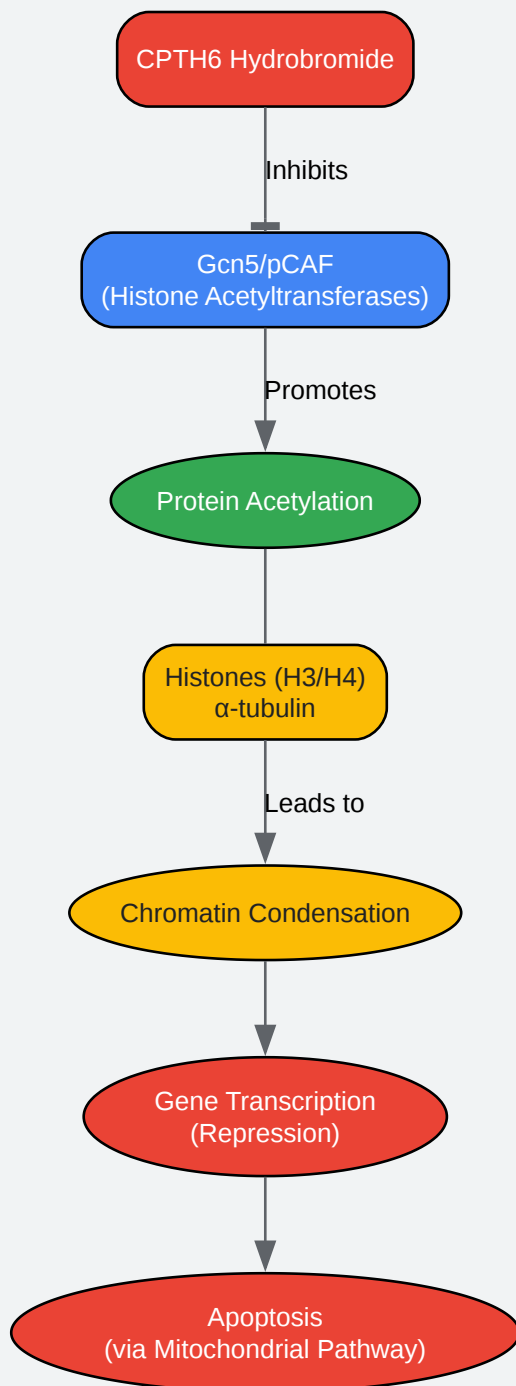 CPTH6 Hydrobromide
Inhibits
Gcn5/pCAF
(Histone Acetyltransferases)
Promotes
Protein Acetylation
Histones (H3/H4)
α-tubulin
Leads to
Chromatin Condensation
Gene Transcription
(Repression)
Apoptosis
(via Mitochondrial Pathway)